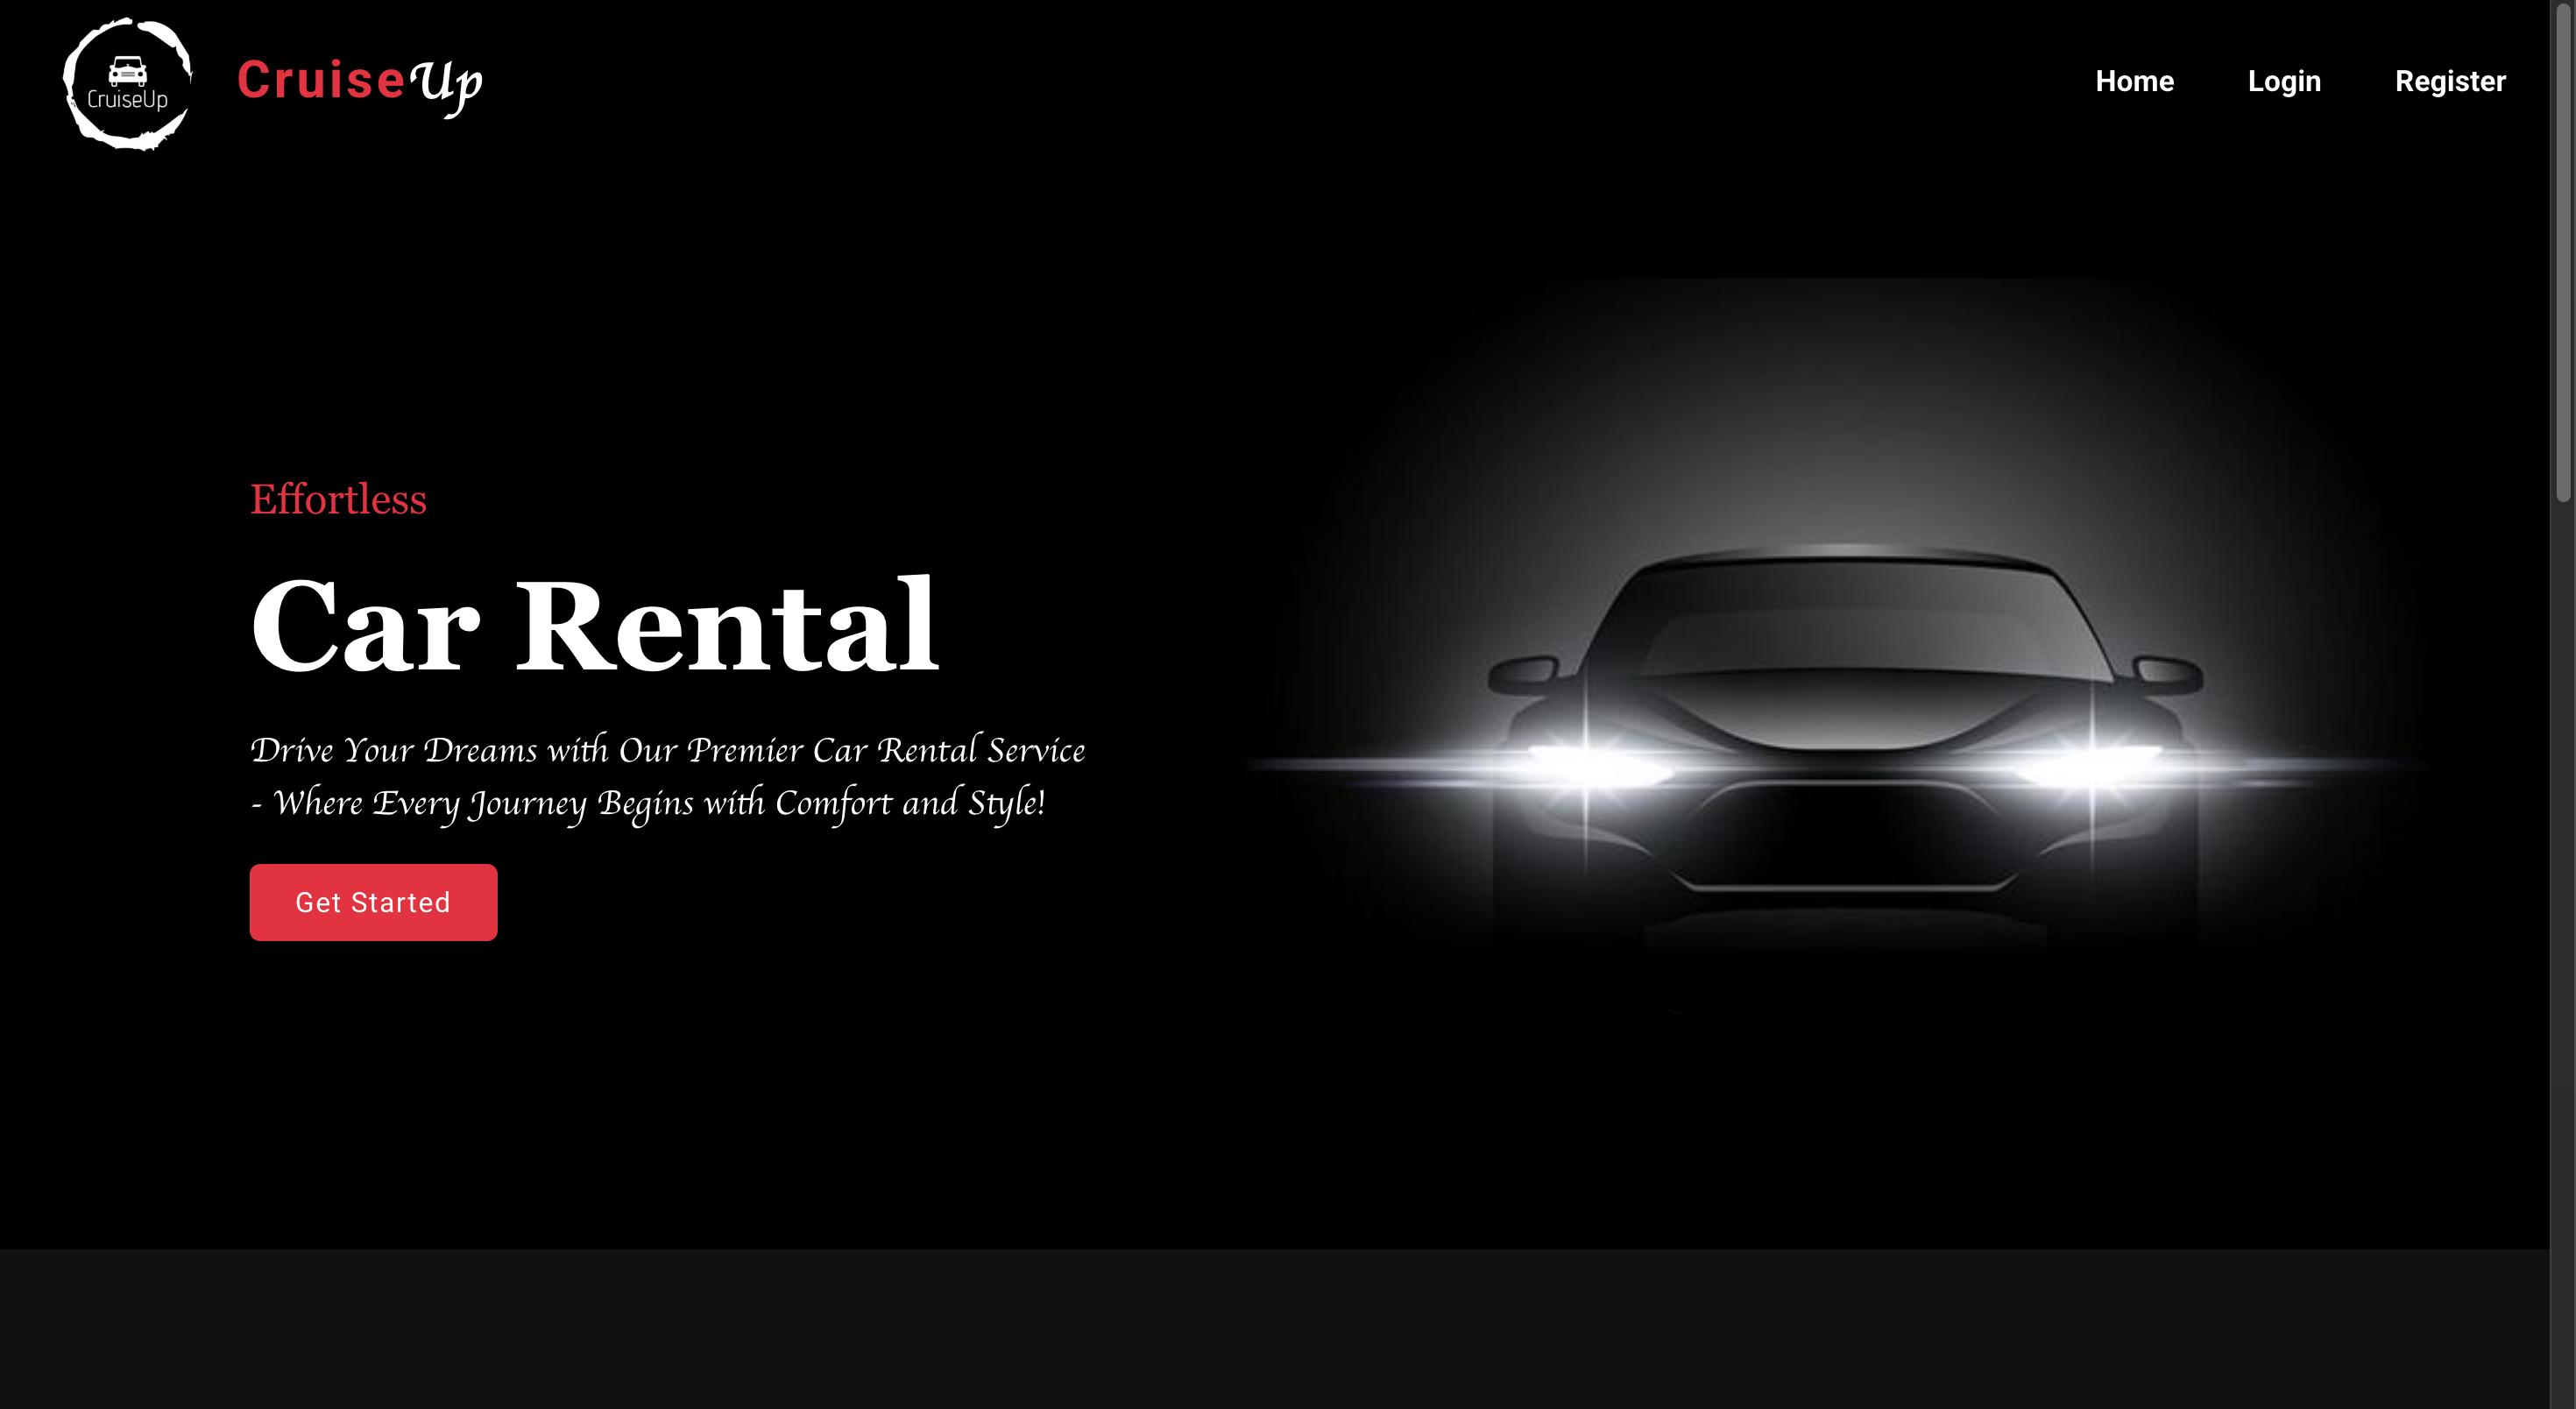 CruiseUp
CruiseUp
Home Login Register
Effortless
Car Rental
Drive Your Dreams with Our Premier Car Rental Service
- Where Every Journey Begins with Comfort and Style!
Get Started